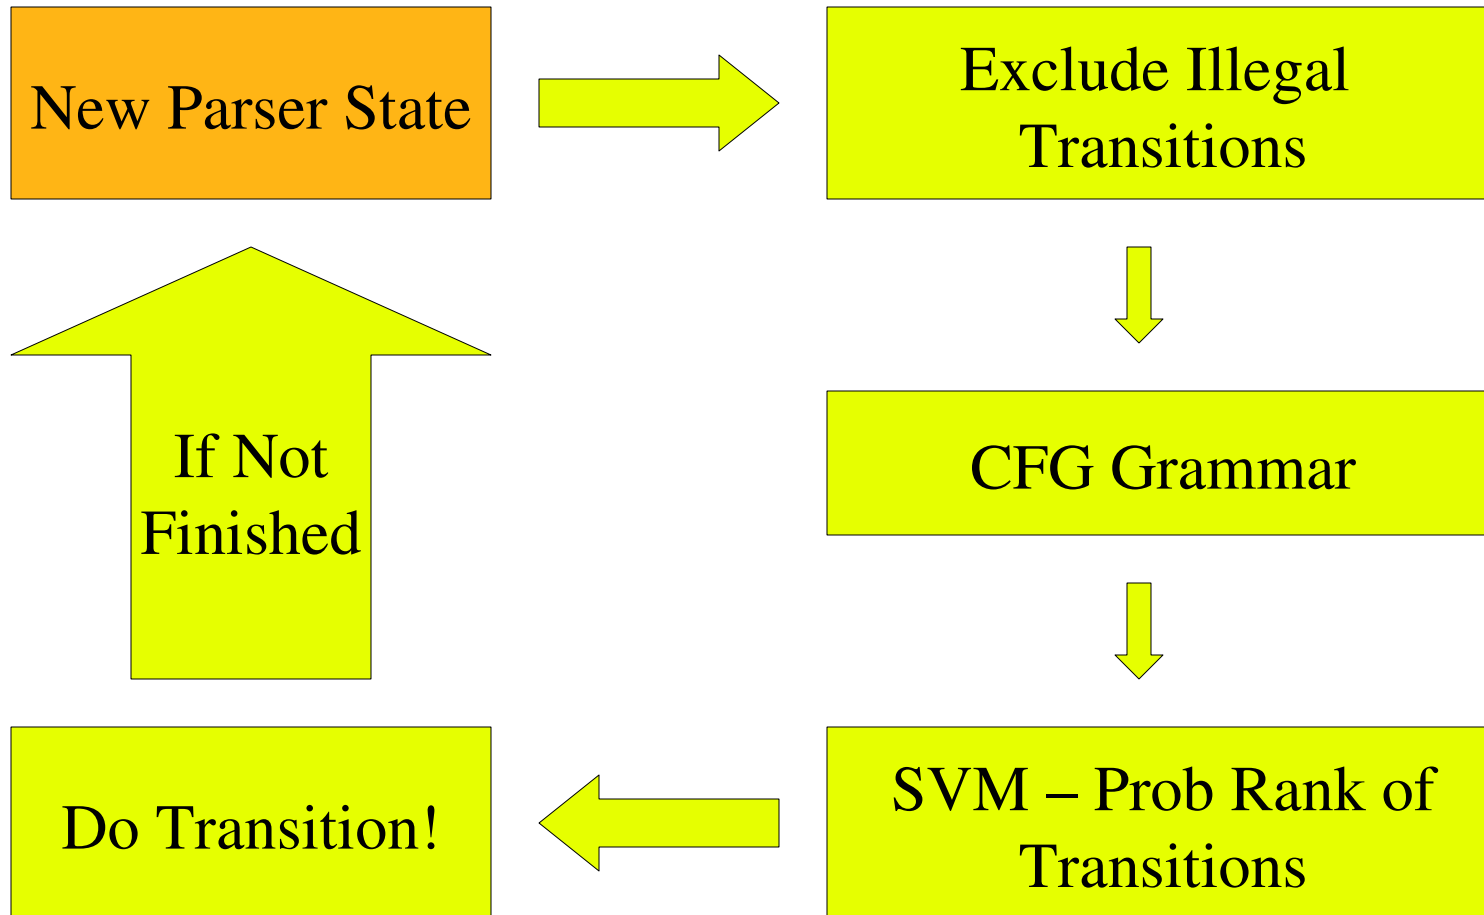 New Parser State
Exclude Illegal
Transitions
CFG Grammar
If Not
Finished
SVM – Prob Rank of
Transitions
Do Transition!